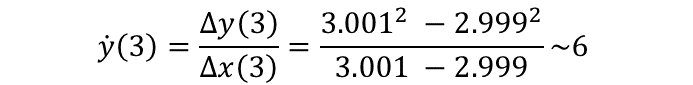 ẏ(3) = Δy(3)/Δx(3) = (3.001² − 2.999²)/(3.001 − 2.999) ~6